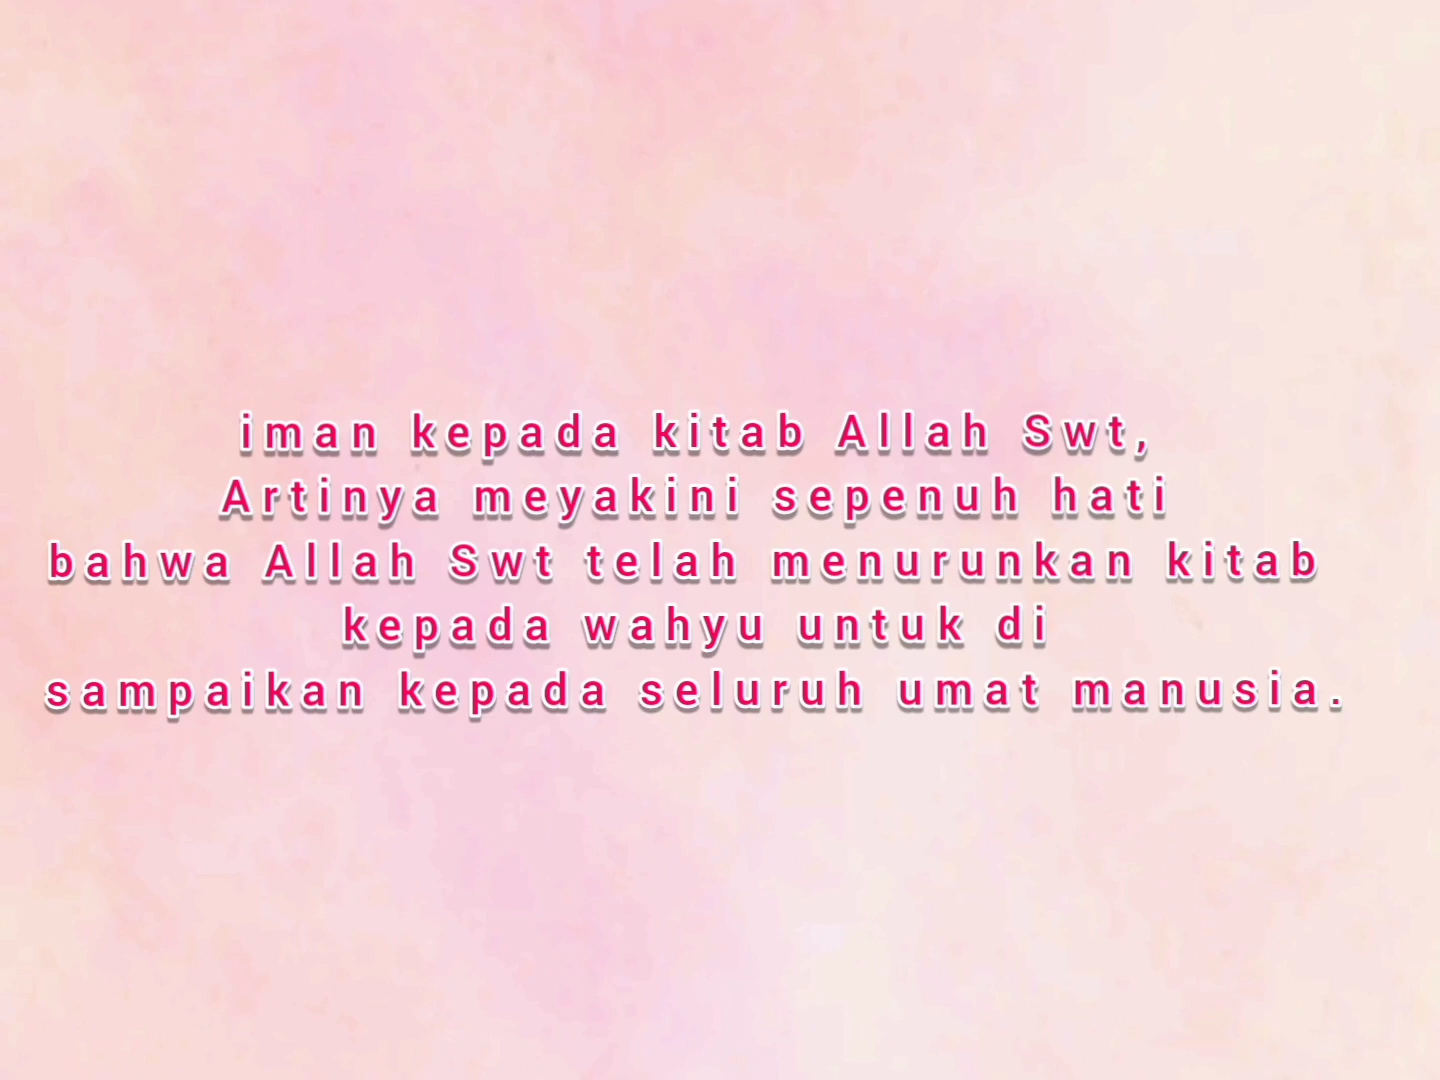 iman kepada kitab Allah Swt,
Artinya meyakini sepenuh hati
bahwa Allah Swt telah menurunkan kitab
kepada wahyu untuk di
sampaikan kepada seluruh umat manusia.